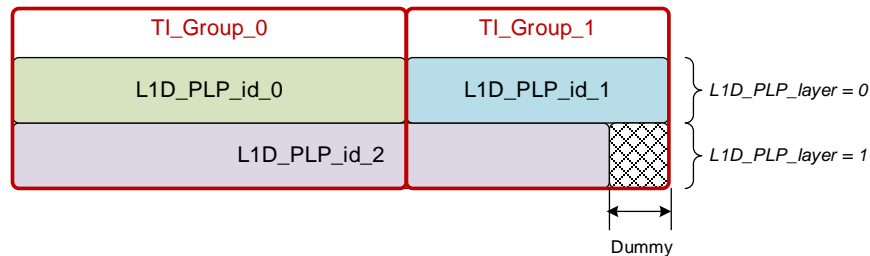 TI_Group_0
TI_Group_1
L1D_PLP_id_0
L1D_PLP_id_1
L1D_PLP_layer = 0
L1D_PLP_id_2
L1D_PLP_layer = 1
Dummy